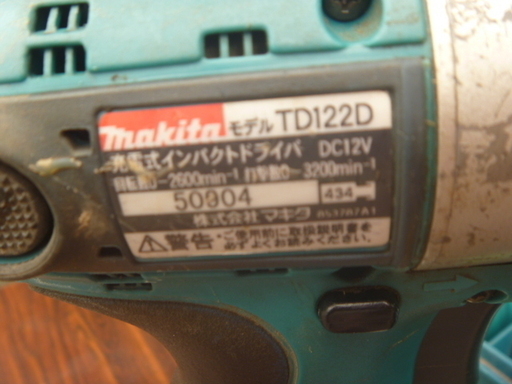 makita モデル TD122D
充電式インパクトドライバ DC12V
回転数0-2600min⁻¹ 打撃数0-3200min⁻¹
50904 434
株式会社 マキタ 853787A1
⚠警告・ご使用前に取扱説明書を
必ずよくお読みください。